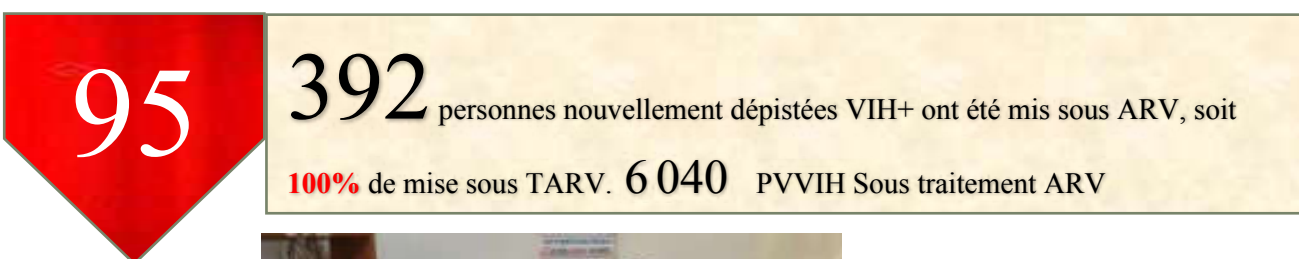 95
392 personnes nouvellement dépistées VIH+ ont été mis sous ARV, soit
100% de mise sous TARV. 6 040 PVVIH Sous traitement ARV